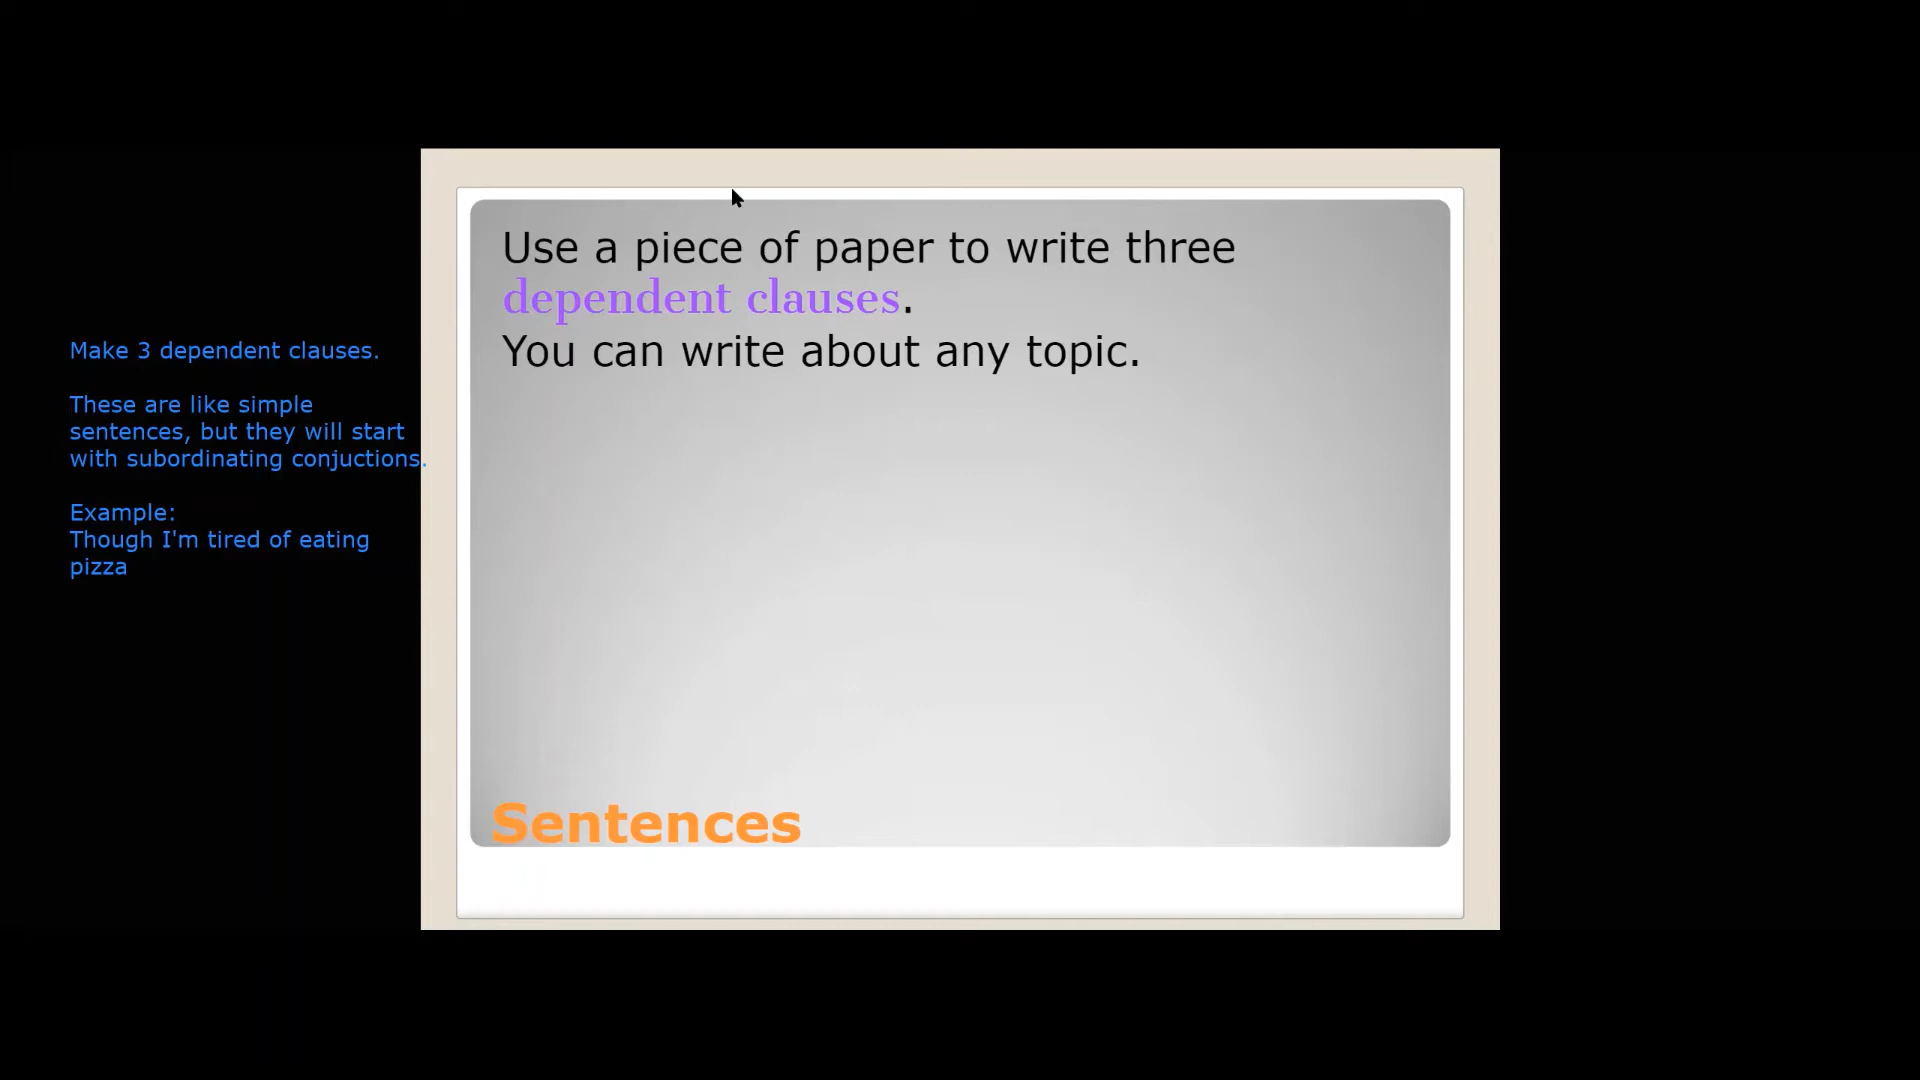 Use a piece of paper to write three
dependent clauses.
You can write about any topic.
Make 3 dependent clauses.
These are like simple
sentences, but they will start
with subordinating conjuctions.
Example:
Though I'm tired of eating
pizza
Sentences